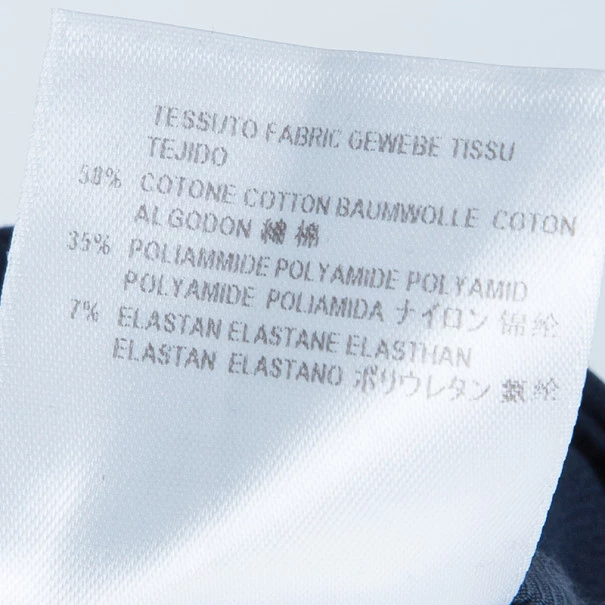 TESSUTO FABRIC GEWEBE TISSU
TEJIDO
58% COTONE COTTON BAUMWOLLE COTON
ALGODON 綿 棉
35% POLIAMMIDE POLYAMIDE POLYAMID
POLYAMIDE POLIAMIDA ナイロン 锦纶
7% ELASTAN ELASTANE ELASTHAN
ELASTAN ELASTANO ポリウレタン 氨纶